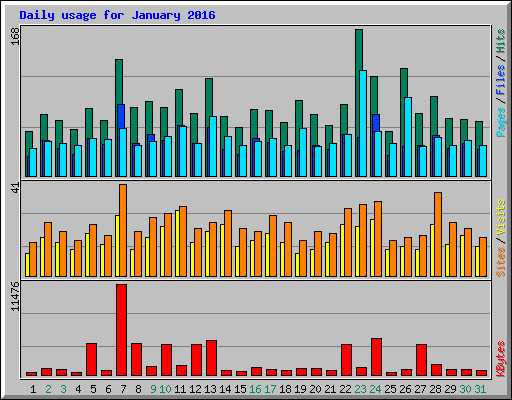 Daily usage for January 2016
168
Pages / Files / Hits
41
Sites / Visits
11476
KBytes
1 2 3 4 5 6 7 8 9 10 11 12 13 14 15 16 17 18 19 20 21 22 23 24 25 26 27 28 29 30 31